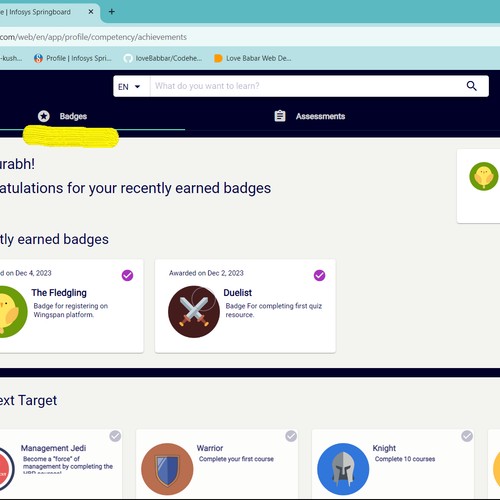 e | Infosys Springboard
.com/web/en/app/profile/competency/achievements
-kush...
Profile | Infosys Spri...
loveBabbar/Codehe...
Love Babar Web De...
EN
What do you want to learn?
Badges
Assessments
urabh!
atulations for your recently earned badges
tly earned badges
d on Dec 4, 2023
The Fledgling
Badge for registering on
Wingspan platform.
Awarded on Dec 2, 2023
Duelist
Badge For completing first quiz
resource.
ext Target
Management Jedi
Become a "force" of
management by completing the
Warrior
Complete your first course
Knight
Complete 10 courses